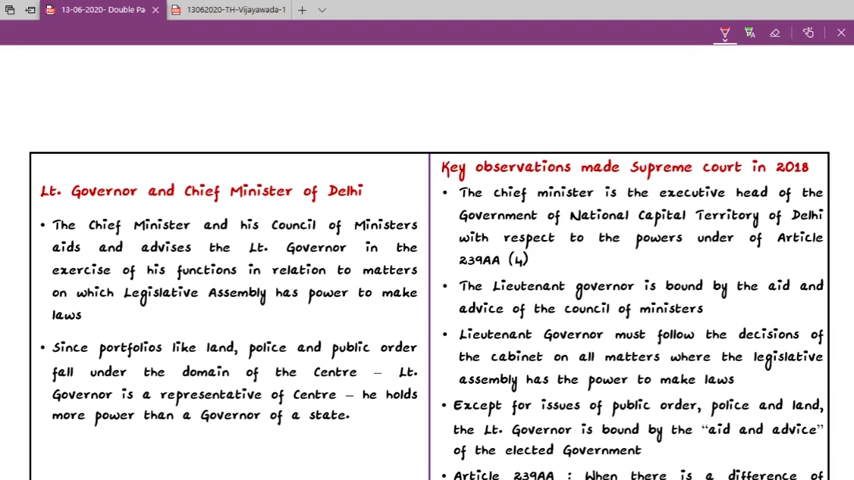 13-06-2020- Double Pa
13062020-TH-Vijayawada-1
Lt. Governor and Chief Minister of Delhi
• The Chief Minister and his Council of Ministers
aids and advises the Lt. Governor in the
exercise of his functions in relation to matters
on which Legislative Assembly has power to make
laws
• Since portfolios like land, police and public order
fall under the domain of the Centre – Lt.
Governor is a representative of Centre – he holds
more power than a Governor of a state.
Key observations made Supreme court in 2018
• The chief minister is the executive head of the
Government of National Capital Territory of Delhi
with respect to the powers under of Article
239AA (4)
• The Lieutenant governor is bound by the aid and
advice of the council of ministers
• Lieutenant Governor must follow the decisions of
the cabinet on all matters where the legislative
assembly has the power to make laws
• Except for issues of public order, police and land,
the Lt. Governor is bound by the “aid and advice”
of the elected Government
• Article 239AA : When there is a difference of